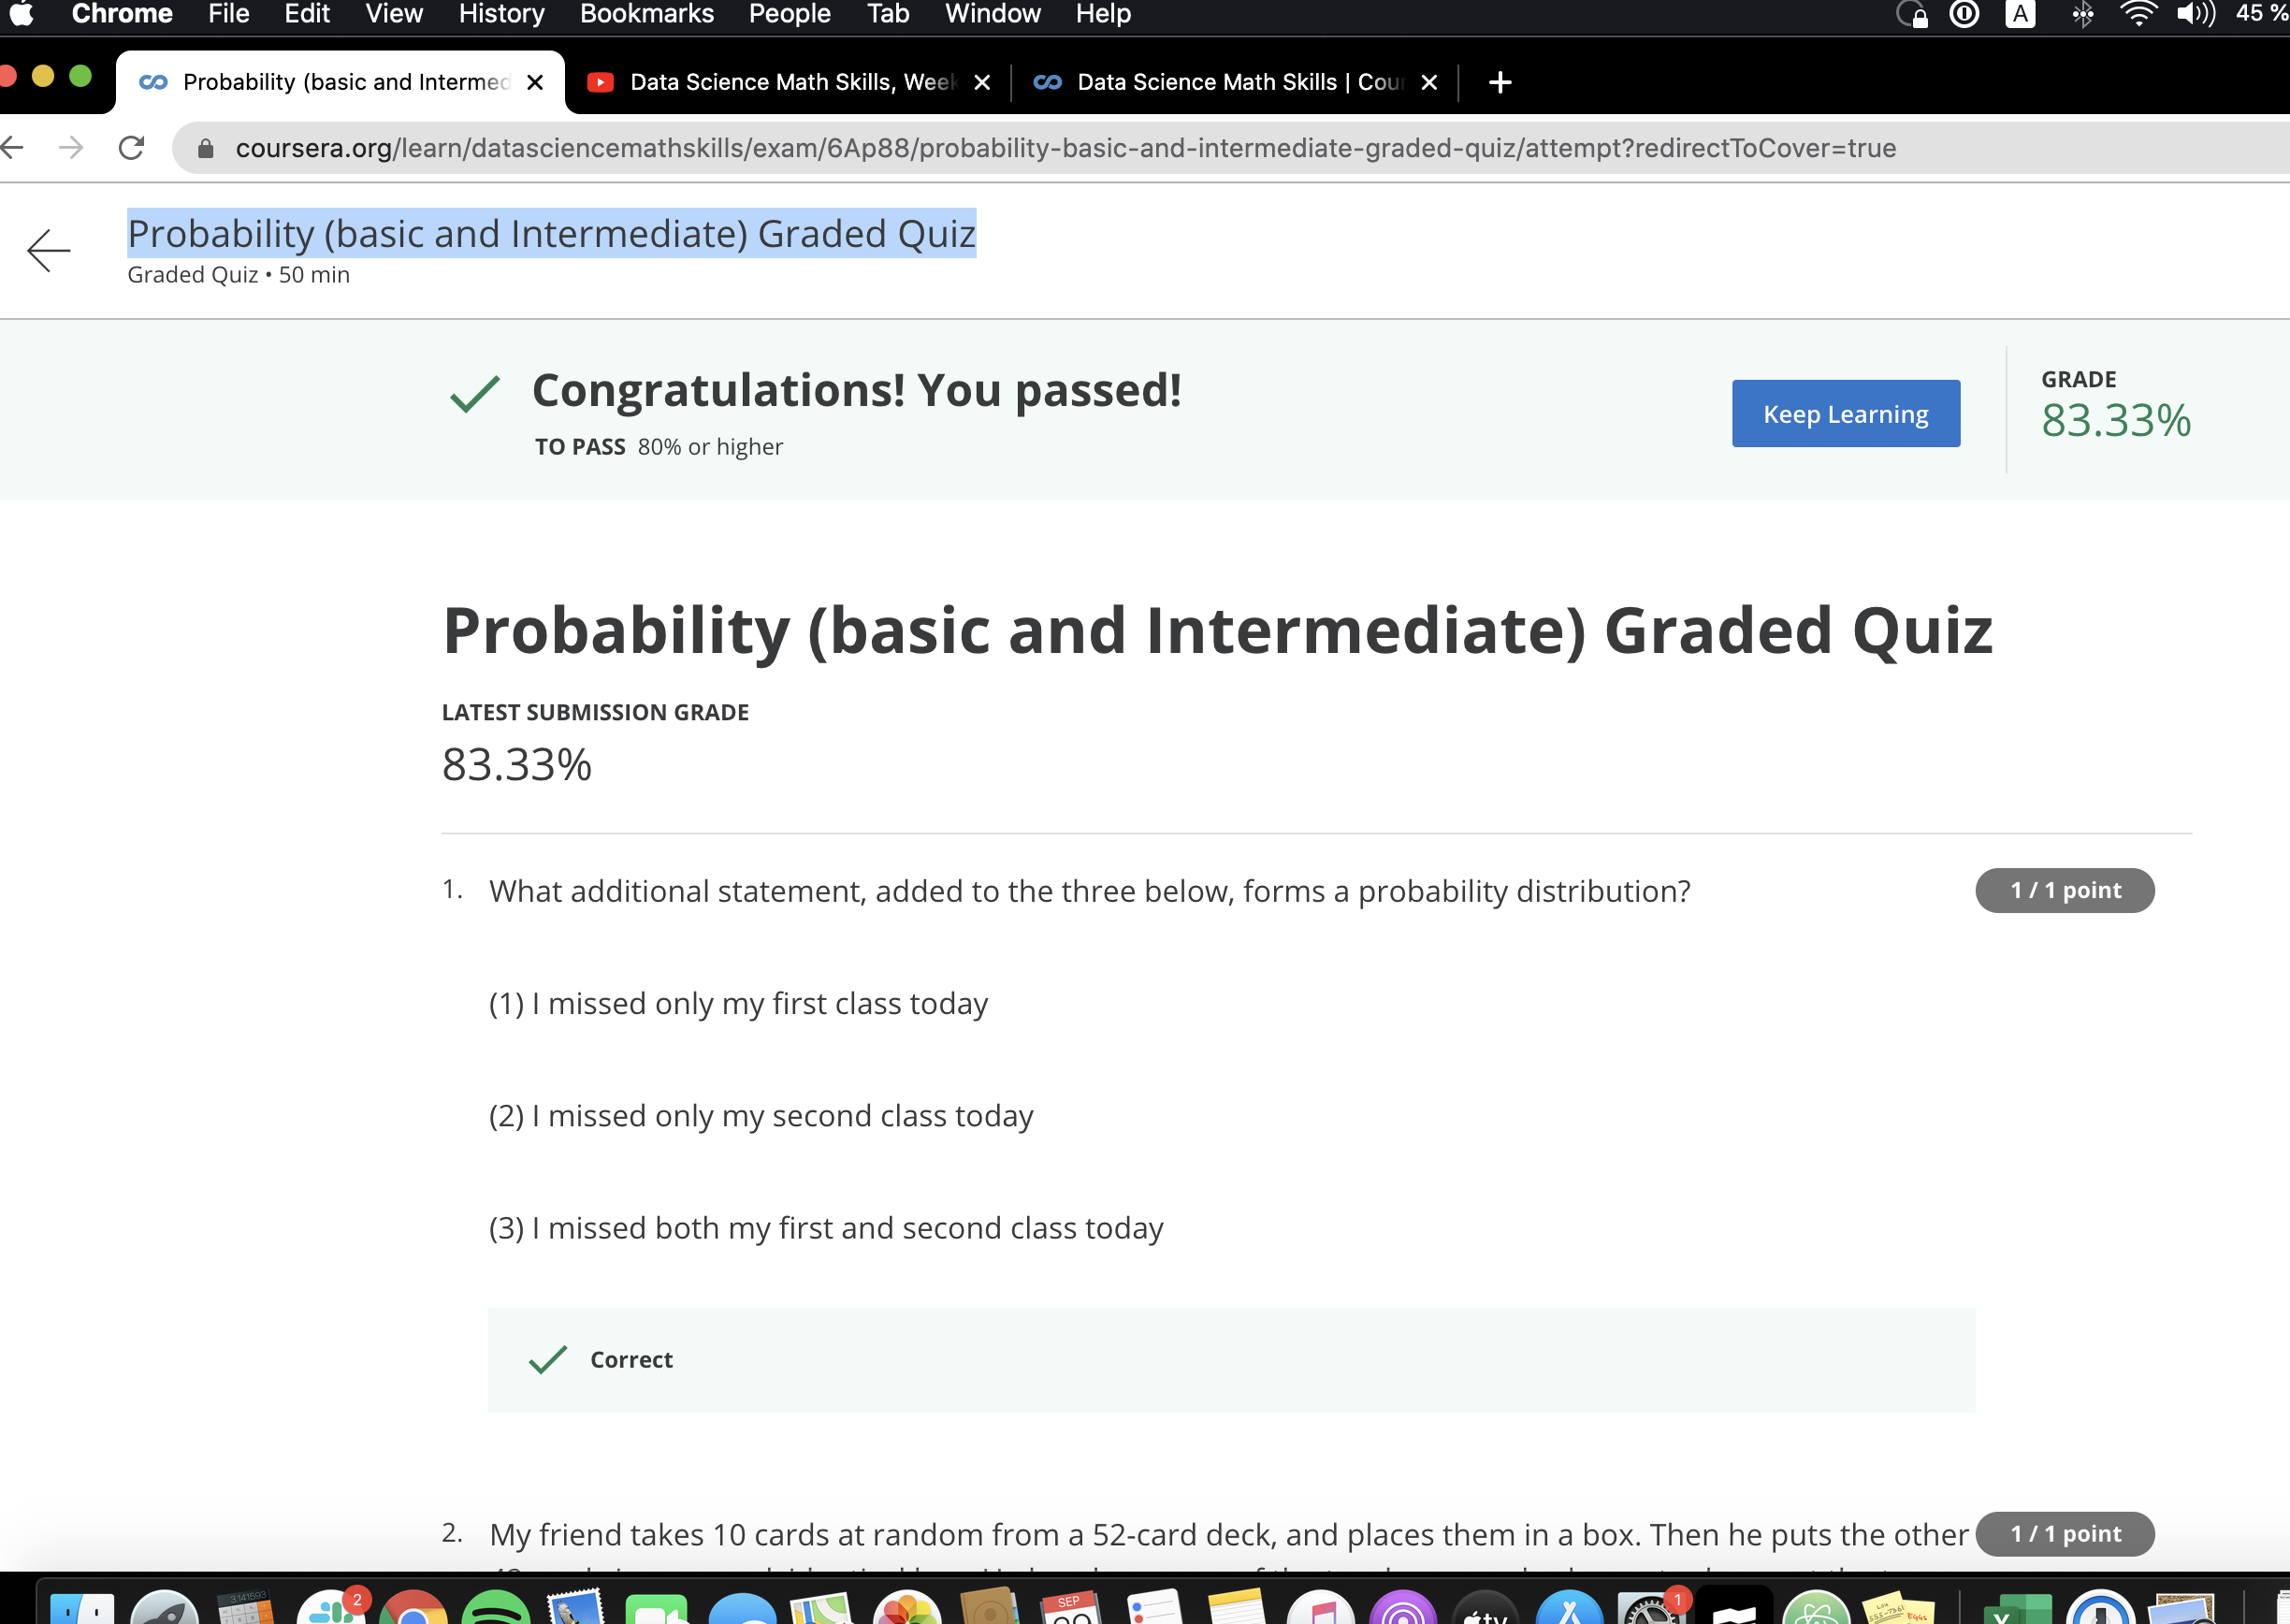 Chrome File Edit View History Bookmarks People Tab Window Help A 45 %
Probability (basic and Intermed Data Science Math Skills, Week Data Science Math Skills | Cour
coursera.org/learn/datasciencemathskills/exam/6Ap88/probability-basic-and-intermediate-graded-quiz/attempt?redirectToCover=true
Probability (basic and Intermediate) Graded Quiz
Graded Quiz • 50 min
Congratulations! You passed!
TO PASS 80% or higher
Keep Learning
GRADE
83.33%
Probability (basic and Intermediate) Graded Quiz
LATEST SUBMISSION GRADE
83.33%
1. What additional statement, added to the three below, forms a probability distribution?
1 / 1 point
(1) I missed only my first class today
(2) I missed only my second class today
(3) I missed both my first and second class today
Correct
2. My friend takes 10 cards at random from a 52-card deck, and places them in a box. Then he puts the other
1 / 1 point
2
SEP
tv
1